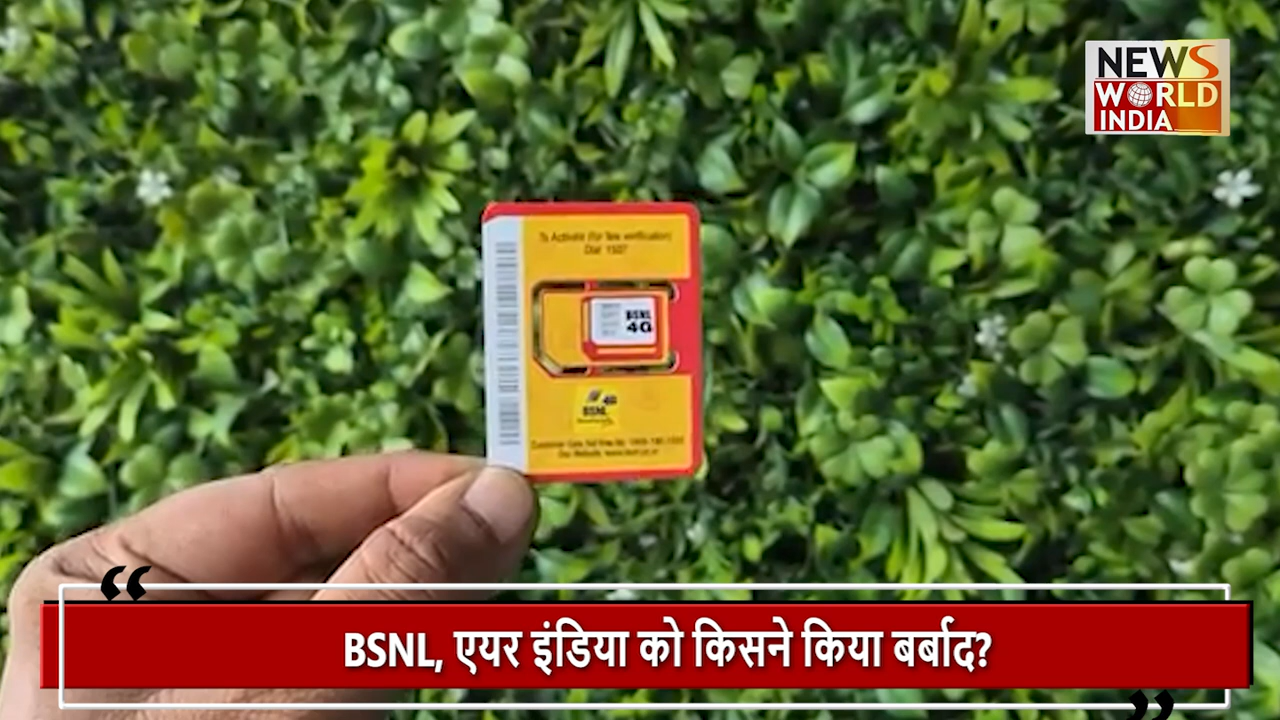 NEWS
WORLD
INDIA
To Activate (for tele verification)
Dial 1507
BSNL
4G
BSNL
BSNL, एयर इंडिया को किसने किया बर्बाद?